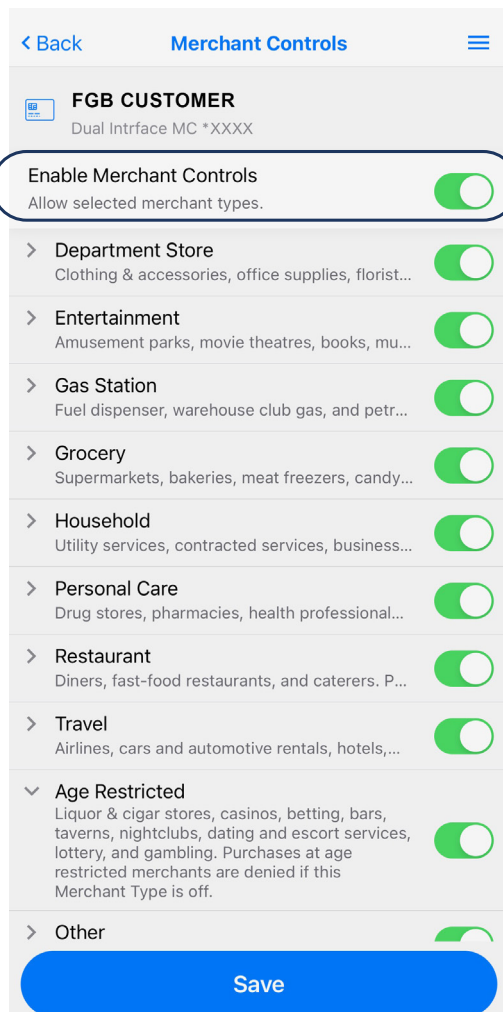 Back
Merchant Controls
FGB CUSTOMER
Dual Intrface MC *XXXX
Enable Merchant Controls
Allow selected merchant types.
Department Store
Clothing & accessories, office supplies, florist...
Entertainment
Amusement parks, movie theatres, books, mu...
Gas Station
Fuel dispenser, warehouse club gas, and petr...
Grocery
Supermarkets, bakeries, meat freezers, candy...
Household
Utility services, contracted services, business...
Personal Care
Drug stores, pharmacies, health professional...
Restaurant
Diners, fast-food restaurants, and caterers. P...
Travel
Airlines, cars and automotive rentals, hotels,...
Age Restricted
Liquor & cigar stores, casinos, betting, bars,
taverns, nightclubs, dating and escort services,
lottery, and gambling. Purchases at age
restricted merchants are denied if this
Merchant Type is off.
Other
Save